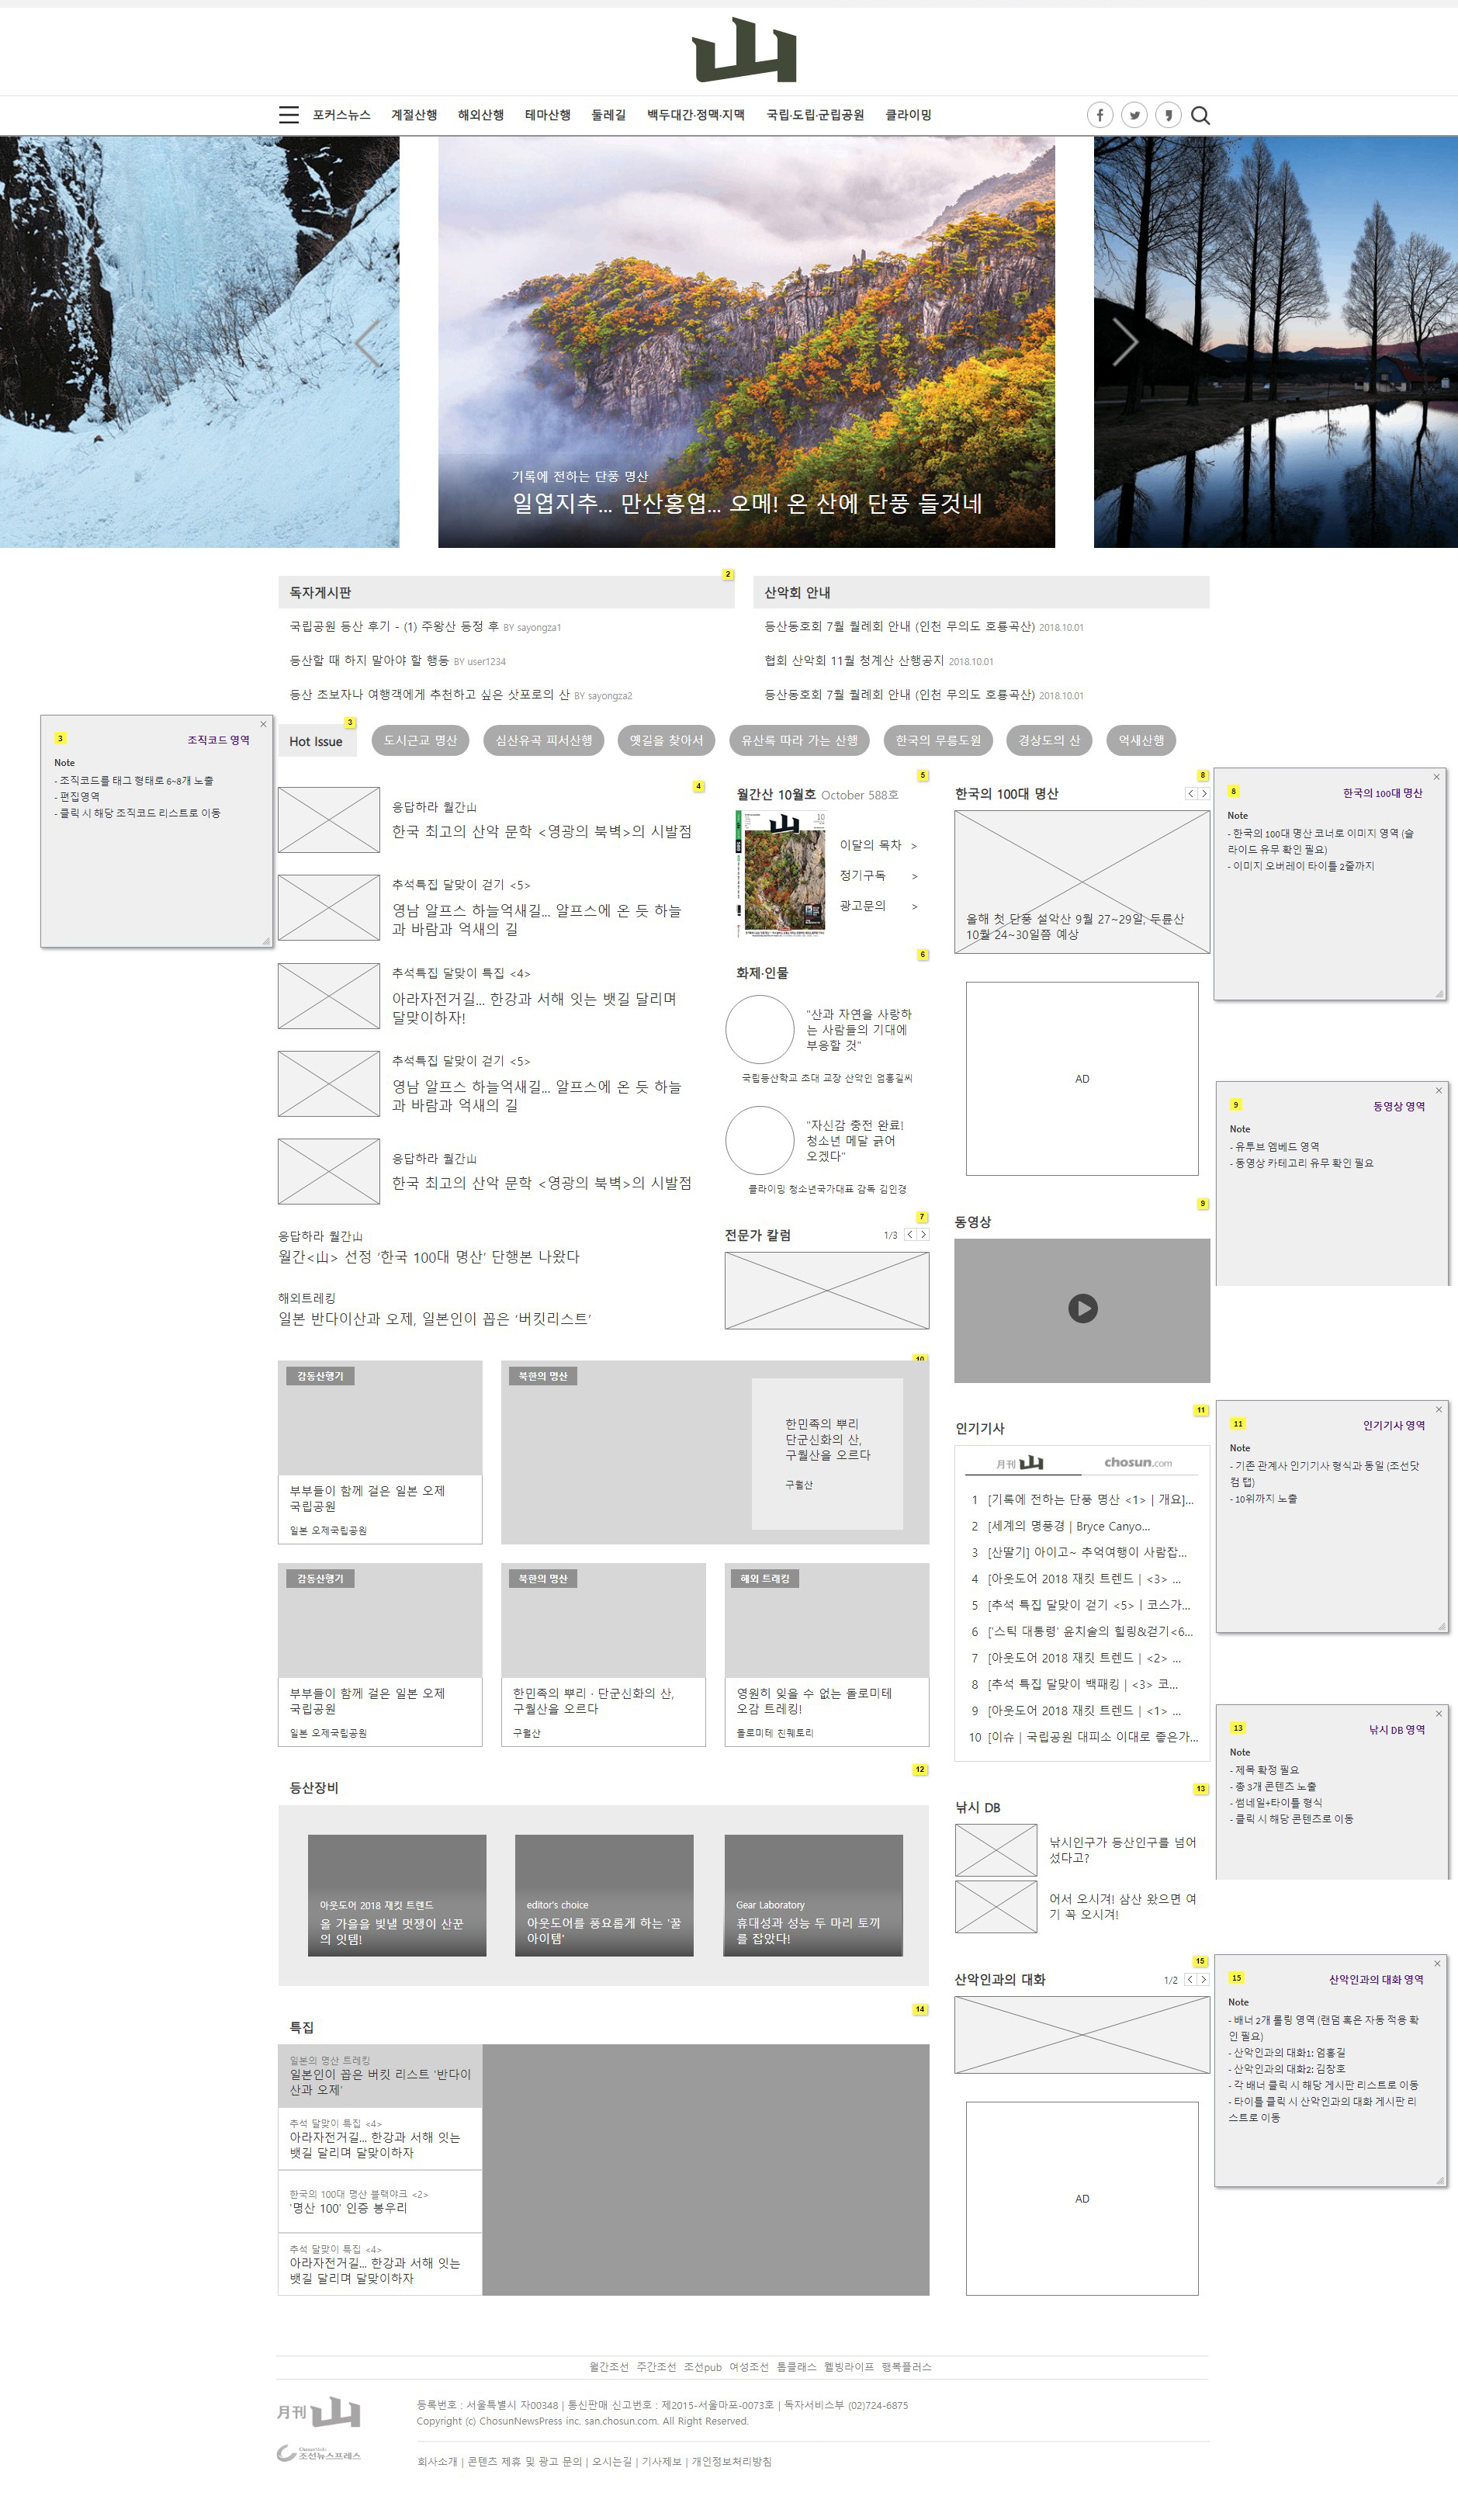 山
포커스뉴스 계절산행 해외산행 테마산행 둘레길 백두대간·정맥·지맥 국립·도립·군립공원 클라이밍
기록에 전하는 단풍 명산
일엽지추... 만산홍엽... 오메! 온 산에 단풍 들것네
2
독자게시판
국립공원 등산 후기 - (1) 주왕산 등정 후 BY sayongza1
등산할 때 하지 말아야 할 행동 BY user1234
등산 초보자나 여행객에게 추천하고 싶은 삿포로의 산 BY sayongza2
산악회 안내
등산동호회 7월 월례회 안내 (인천 무의도 호룡곡산) 2018.10.01
협회 산악회 11월 청계산 산행공지 2018.10.01
등산동호회 7월 월례회 안내 (인천 무의도 호룡곡산) 2018.10.01
3
조직코드 영역
Note
- 조직코드를 태그 형태로 6~8개 노출
- 편집영역
- 클릭 시 해당 조직코드 리스트로 이동
3
Hot Issue
도시근교 명산 심산유곡 피서산행 옛길을 찾아서 유산록 따라 가는 산행 한국의 무릉도원 경상도의 산 억새산행
4
응답하라 월간山
한국 최고의 산악 문학 <영광의 북벽>의 시발점
추석특집 달맞이 걷기 <5>
영남 알프스 하늘억새길... 알프스에 온 듯 하늘
과 바람과 억새의 길
추석특집 달맞이 특집 <4>
아라자전거길... 한강과 서해 잇는 뱃길 달리며
달맞이하자!
추석특집 달맞이 걷기 <5>
영남 알프스 하늘억새길... 알프스에 온 듯 하늘
과 바람과 억새의 길
응답하라 월간山
한국 최고의 산악 문학 <영광의 북벽>의 시발점
응답하라 월간山
월간<山> 선정 '한국 100대 명산' 단행본 나왔다
해외트레킹
일본 반다이산과 오제, 일본인이 꼽은 '버킷리스트'
5
월간산 10월호 October 588호
山
10
이달의 목차 >
정기구독 >
광고문의 >
6
화제·인물
"산과 자연을 사랑하
는 사람들의 기대에
부응할 것"
국립등산학교 초대 교장 산악인 엄홍길씨
"자신감 충전 완료!
청소년 메달 긁어
오겠다"
클라이밍 청소년국가대표 감독 김인경
7
전문가 칼럼 1/3
8
한국의 100대 명산
올해 첫 단풍 설악산 9월 27~29일, 두륜산
10월 24~30일쯤 예상
AD
8
한국의 100대 명산
Note
- 한국의 100대 명산 코너로 이미지 영역 (슬
라이드 유무 확인 필요)
- 이미지 오버레이 타이틀 2줄까지
9
동영상
9
동영상 영역
Note
- 유투브 엠베드 영역
- 동영상 카테고리 유무 확인 필요
10
감동산행기
부부들이 함께 걸은 일본 오제
국립공원
일본 오제국립공원
북한의 명산
한민족의 뿌리
단군신화의 산,
구월산을 오르다
구월산
감동산행기
부부들이 함께 걸은 일본 오제
국립공원
일본 오제국립공원
북한의 명산
한민족의 뿌리 · 단군신화의 산,
구월산을 오르다
구월산
해외 트래킹
영원히 잊을 수 없는 돌로미테
오감 트레킹!
돌로미테 친퀘토리
11
인기기사
月刊 山 chosun.com
1 [기록에 전하는 단풍 명산 <1> | 개요]...
2 [세계의 명풍경 | Bryce Canyo...
3 [산딸기] 아이고~ 추억여행이 사람잡...
4 [아웃도어 2018 재킷 트렌드 | <3> ...
5 [추석 특집 달맞이 걷기 <5> | 코스가...
6 ['스틱 대통령' 윤치술의 힐링&걷기<6...
7 [아웃도어 2018 재킷 트렌드 | <2> ...
8 [추석 특집 달맞이 백패킹 | <3> 코...
9 [아웃도어 2018 재킷 트렌드 | <1> ...
10 [이슈 | 국립공원 대피소 이대로 좋은가...
11
인기기사 영역
Note
- 기존 관계사 인기기사 형식과 동일 (조선닷
컴 탭)
- 10위까지 노출
12
등산장비
아웃도어 2018 재킷 트렌드
올 가을을 빛낼 멋쟁이 산꾼
의 잇템!
editor's choice
아웃도어를 풍요롭게 하는 '꿀
아이템'
Gear Laboratory
휴대성과 성능 두 마리 토끼
를 잡았다!
13
낚시 DB
낚시인구가 등산인구를 넘어
섰다고?
어서 오시겨! 삼산 왔으면 여
기 꼭 오시겨!
13
낚시 DB 영역
Note
- 제목 확정 필요
- 총 3개 콘텐츠 노출
- 썸네일+타이틀 형식
- 클릭 시 해당 콘텐츠로 이동
14
특집
일본의 명산 트레킹
일본인이 꼽은 버킷 리스트 '반다이
산과 오제'
추석 달맞이 특집 <4>
아라자전거길... 한강과 서해 잇는
뱃길 달리며 달맞이하자
한국의 100대 명산 블랙야크 <2>
'명산 100' 인증 봉우리
추석 달맞이 특집 <4>
아라자전거길... 한강과 서해 잇는
뱃길 달리며 달맞이하자
15
산악인과의 대화 1/2
AD
15
산악인과의 대화 영역
Note
- 배너 2개 롤링 영역 (랜덤 혹은 자동 적용 확
인 필요)
- 산악인과의 대화1: 엄홍길
- 산악인과의 대화2: 김창호
- 각 배너 클릭 시 해당 게시판 리스트로 이동
- 타이틀 클릭 시 산악인과의 대화 게시판 리
스트로 이동
월간조선 주간조선 조선pub 여성조선 톱클래스 헬빙라이프 행복플러스
月刊 山
조선뉴스프레스
등록번호 : 서울특별시 자00348 | 통신판매 신고번호 : 제2015-서울마포-0073호 | 독자서비스부 (02)724-6875
Copyright (c) ChosunNewsPress inc. san.chosun.com. All Right Reserved.
회사소개 | 콘텐츠 제휴 및 광고 문의 | 오시는길 | 기사제보 | 개인정보처리방침